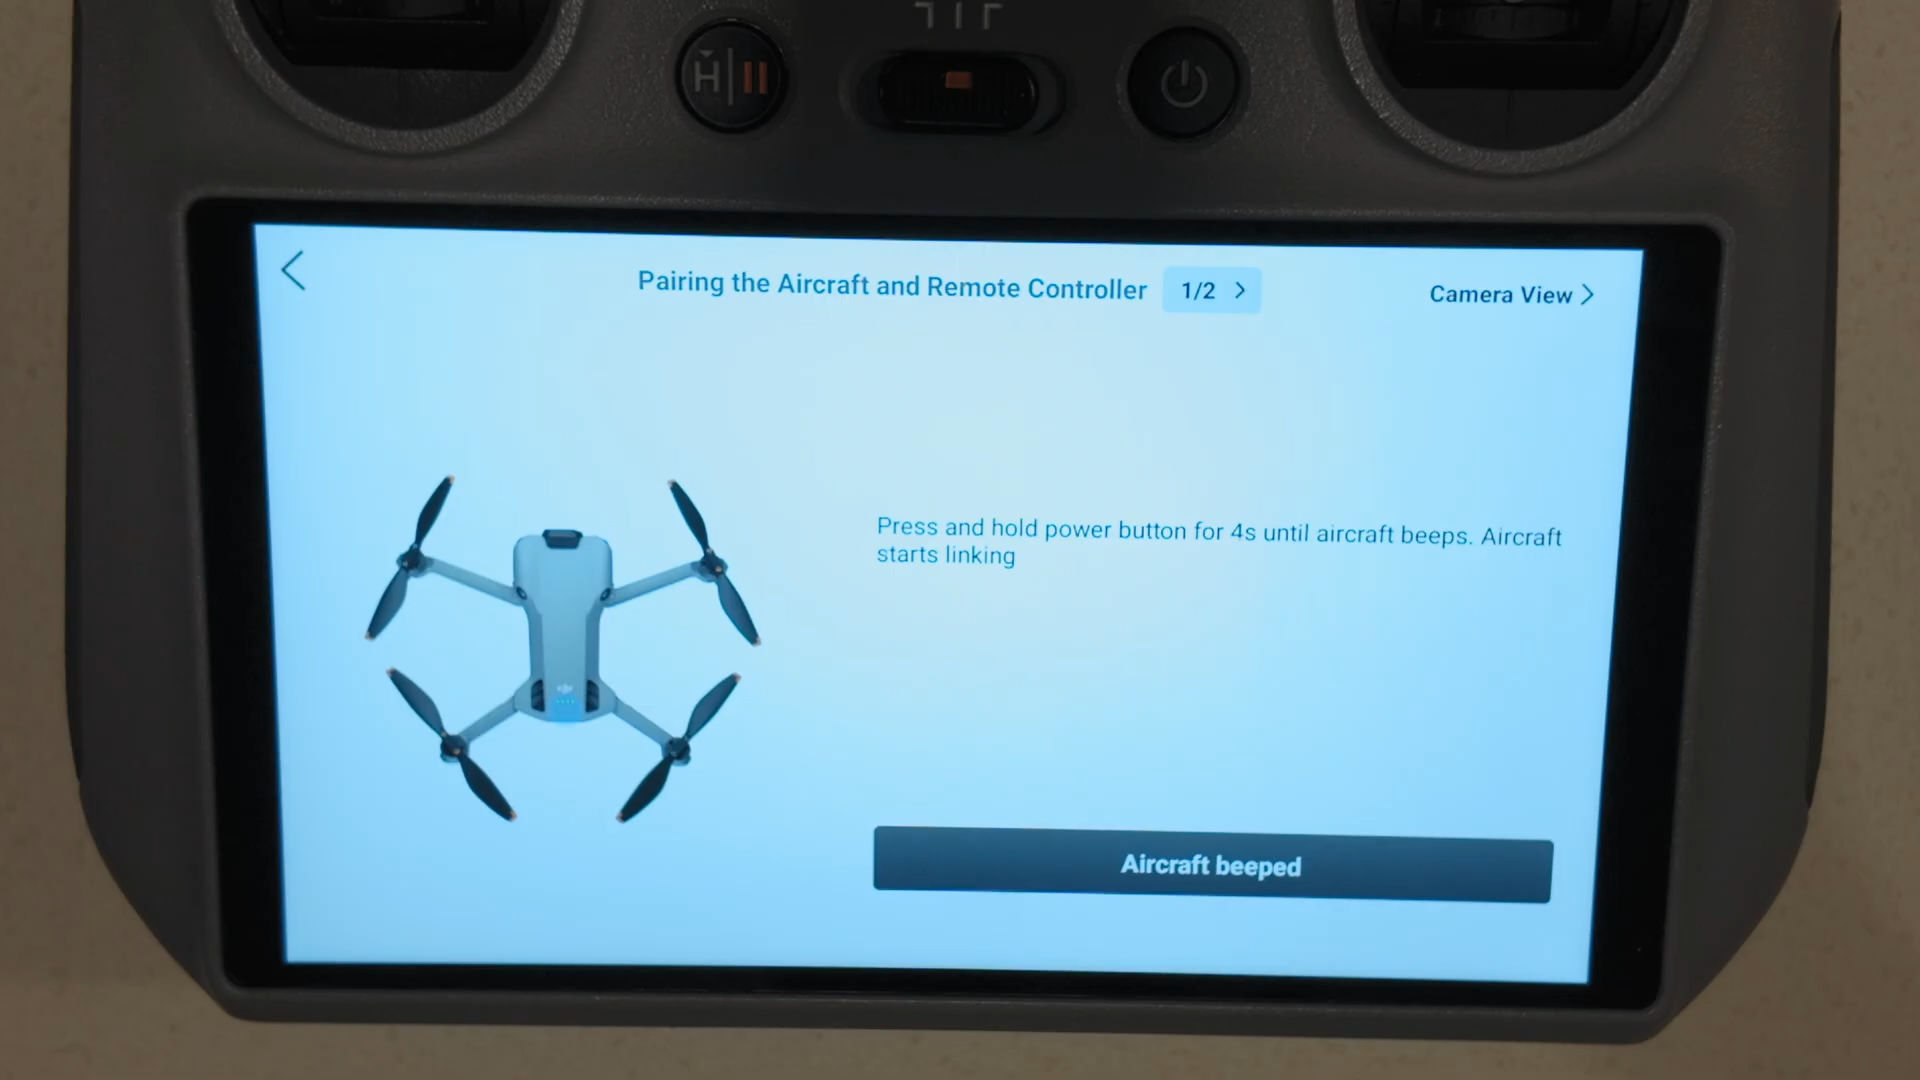 H
Pairing the Aircraft and Remote Controller
1/2
Camera View
Press and hold power button for 4s until aircraft beeps. Aircraft
starts linking
Aircraft beeped